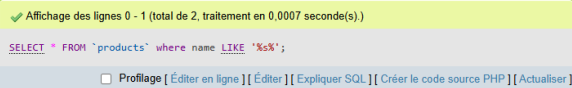 Affichage des lignes 0 - 1 (total de 2, traitement en 0,0007 seconde(s).)
SELECT * FROM `products` where name LIKE '%s%';
Profilage [ Éditer en ligne ] [ Éditer ] [ Expliquer SQL ] [ Créer le code source PHP ] [ Actualiser ]